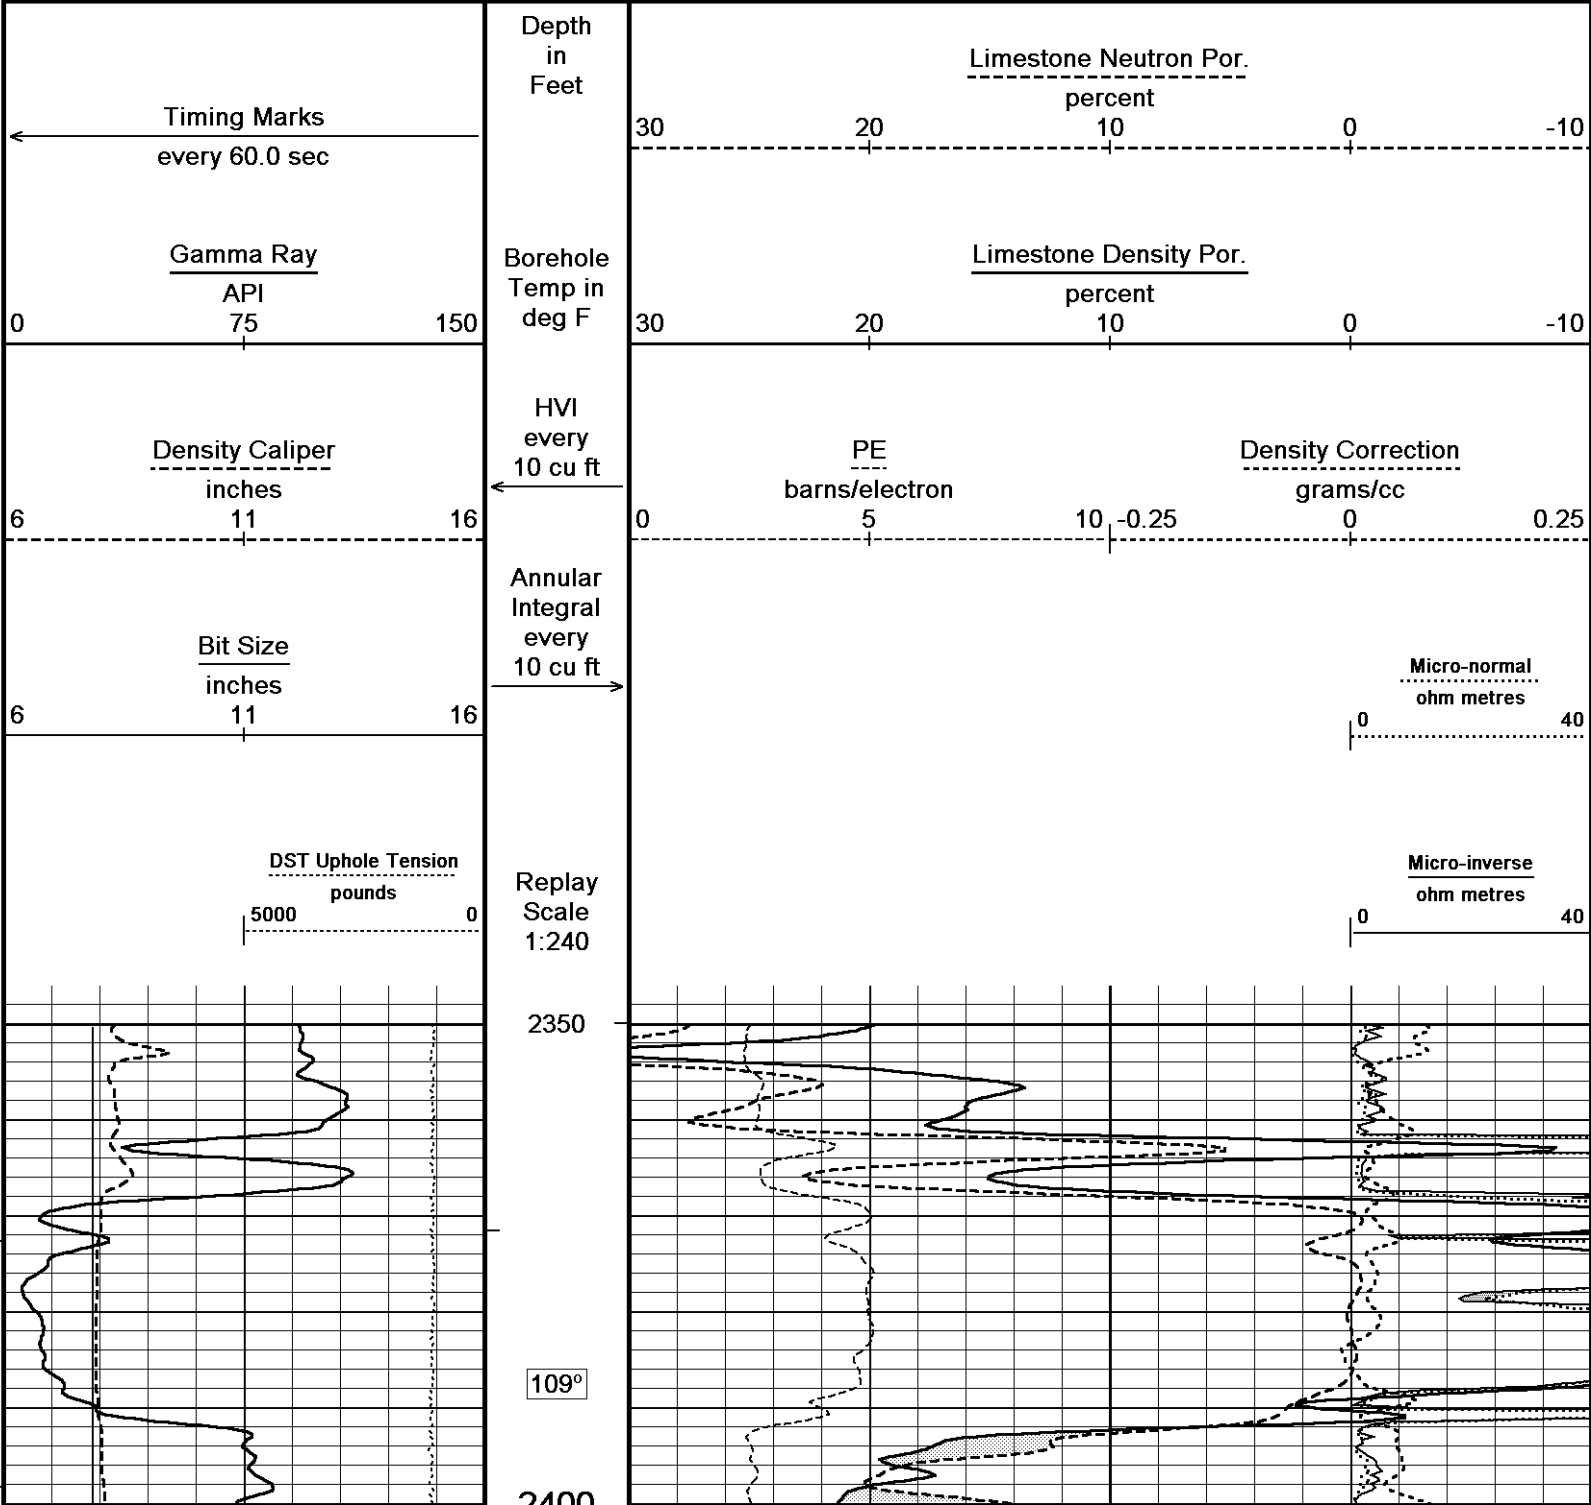 Timing Marks
every 60.0 sec
Gamma Ray
API
0 75 150
Density Caliper
inches
6 11 16
Bit Size
inches
6 11 16
DST Uphole Tension
pounds
5000 0
Depth
in
Feet
Borehole
Temp in
deg F
HVI
every
10 cu ft
Annular
Integral
every
10 cu ft
Replay
Scale
1:240
Limestone Neutron Por.
percent
30 20 10 0 -10
Limestone Density Por.
percent
30 20 10 0 -10
PE
barns/electron
0 5 10
Density Correction
grams/cc
-0.25 0 0.25
Micro-normal
ohm metres
0 40
Micro-inverse
ohm metres
0 40
2350
109º
2400